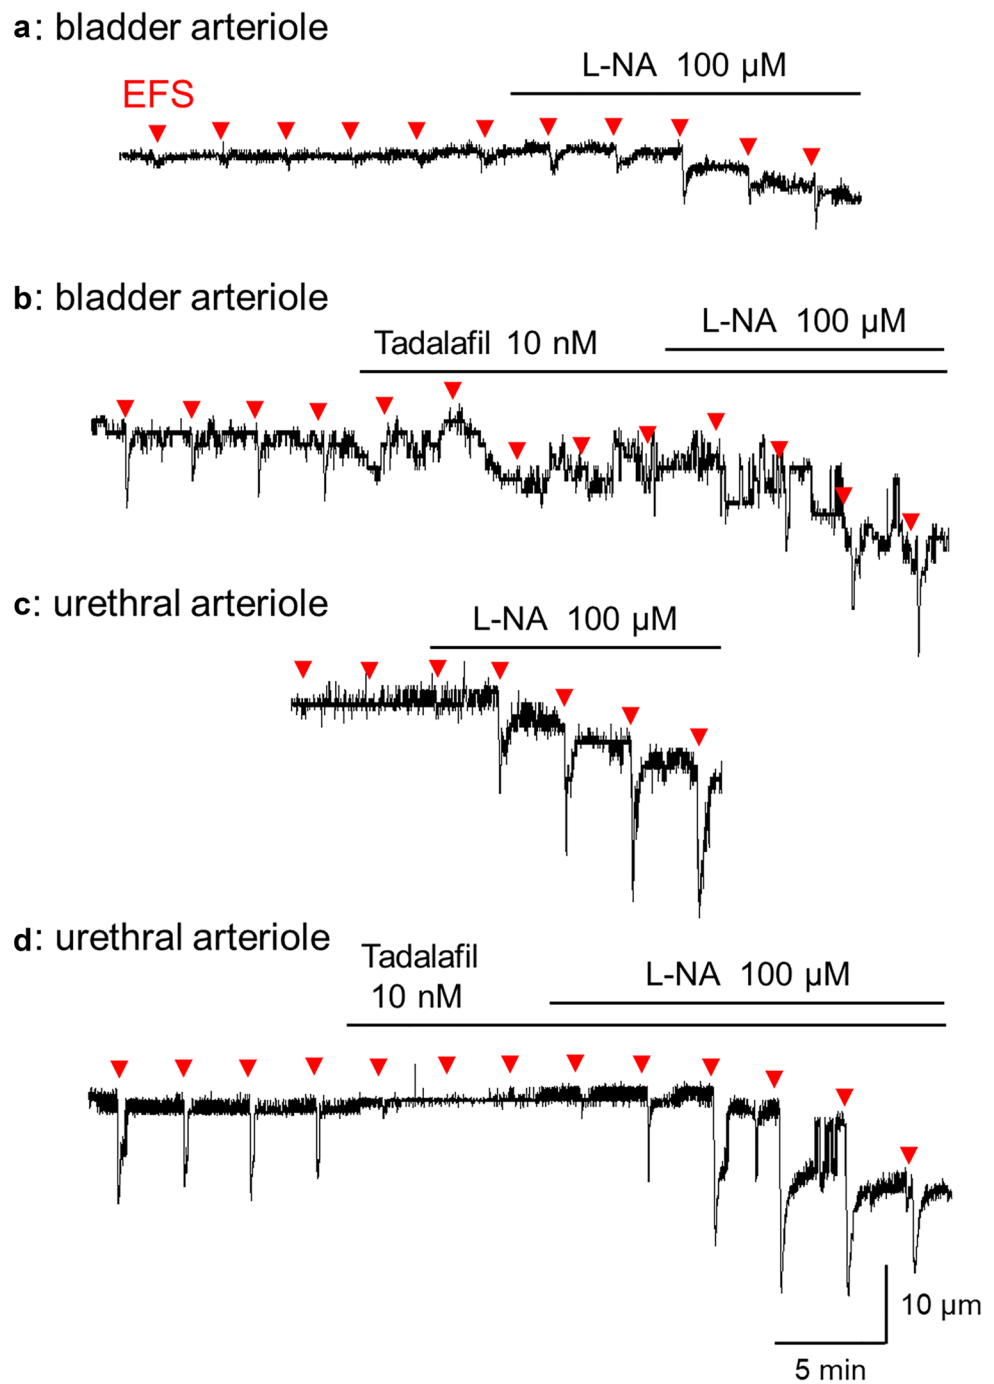 a: bladder arteriole
L-NA 100 µM
EFS
b: bladder arteriole
L-NA 100 µM
Tadalafil 10 nM
c: urethral arteriole
L-NA 100 µM
d: urethral arteriole
Tadalafil
10 nM
L-NA 100 µM
10 µm
5 min